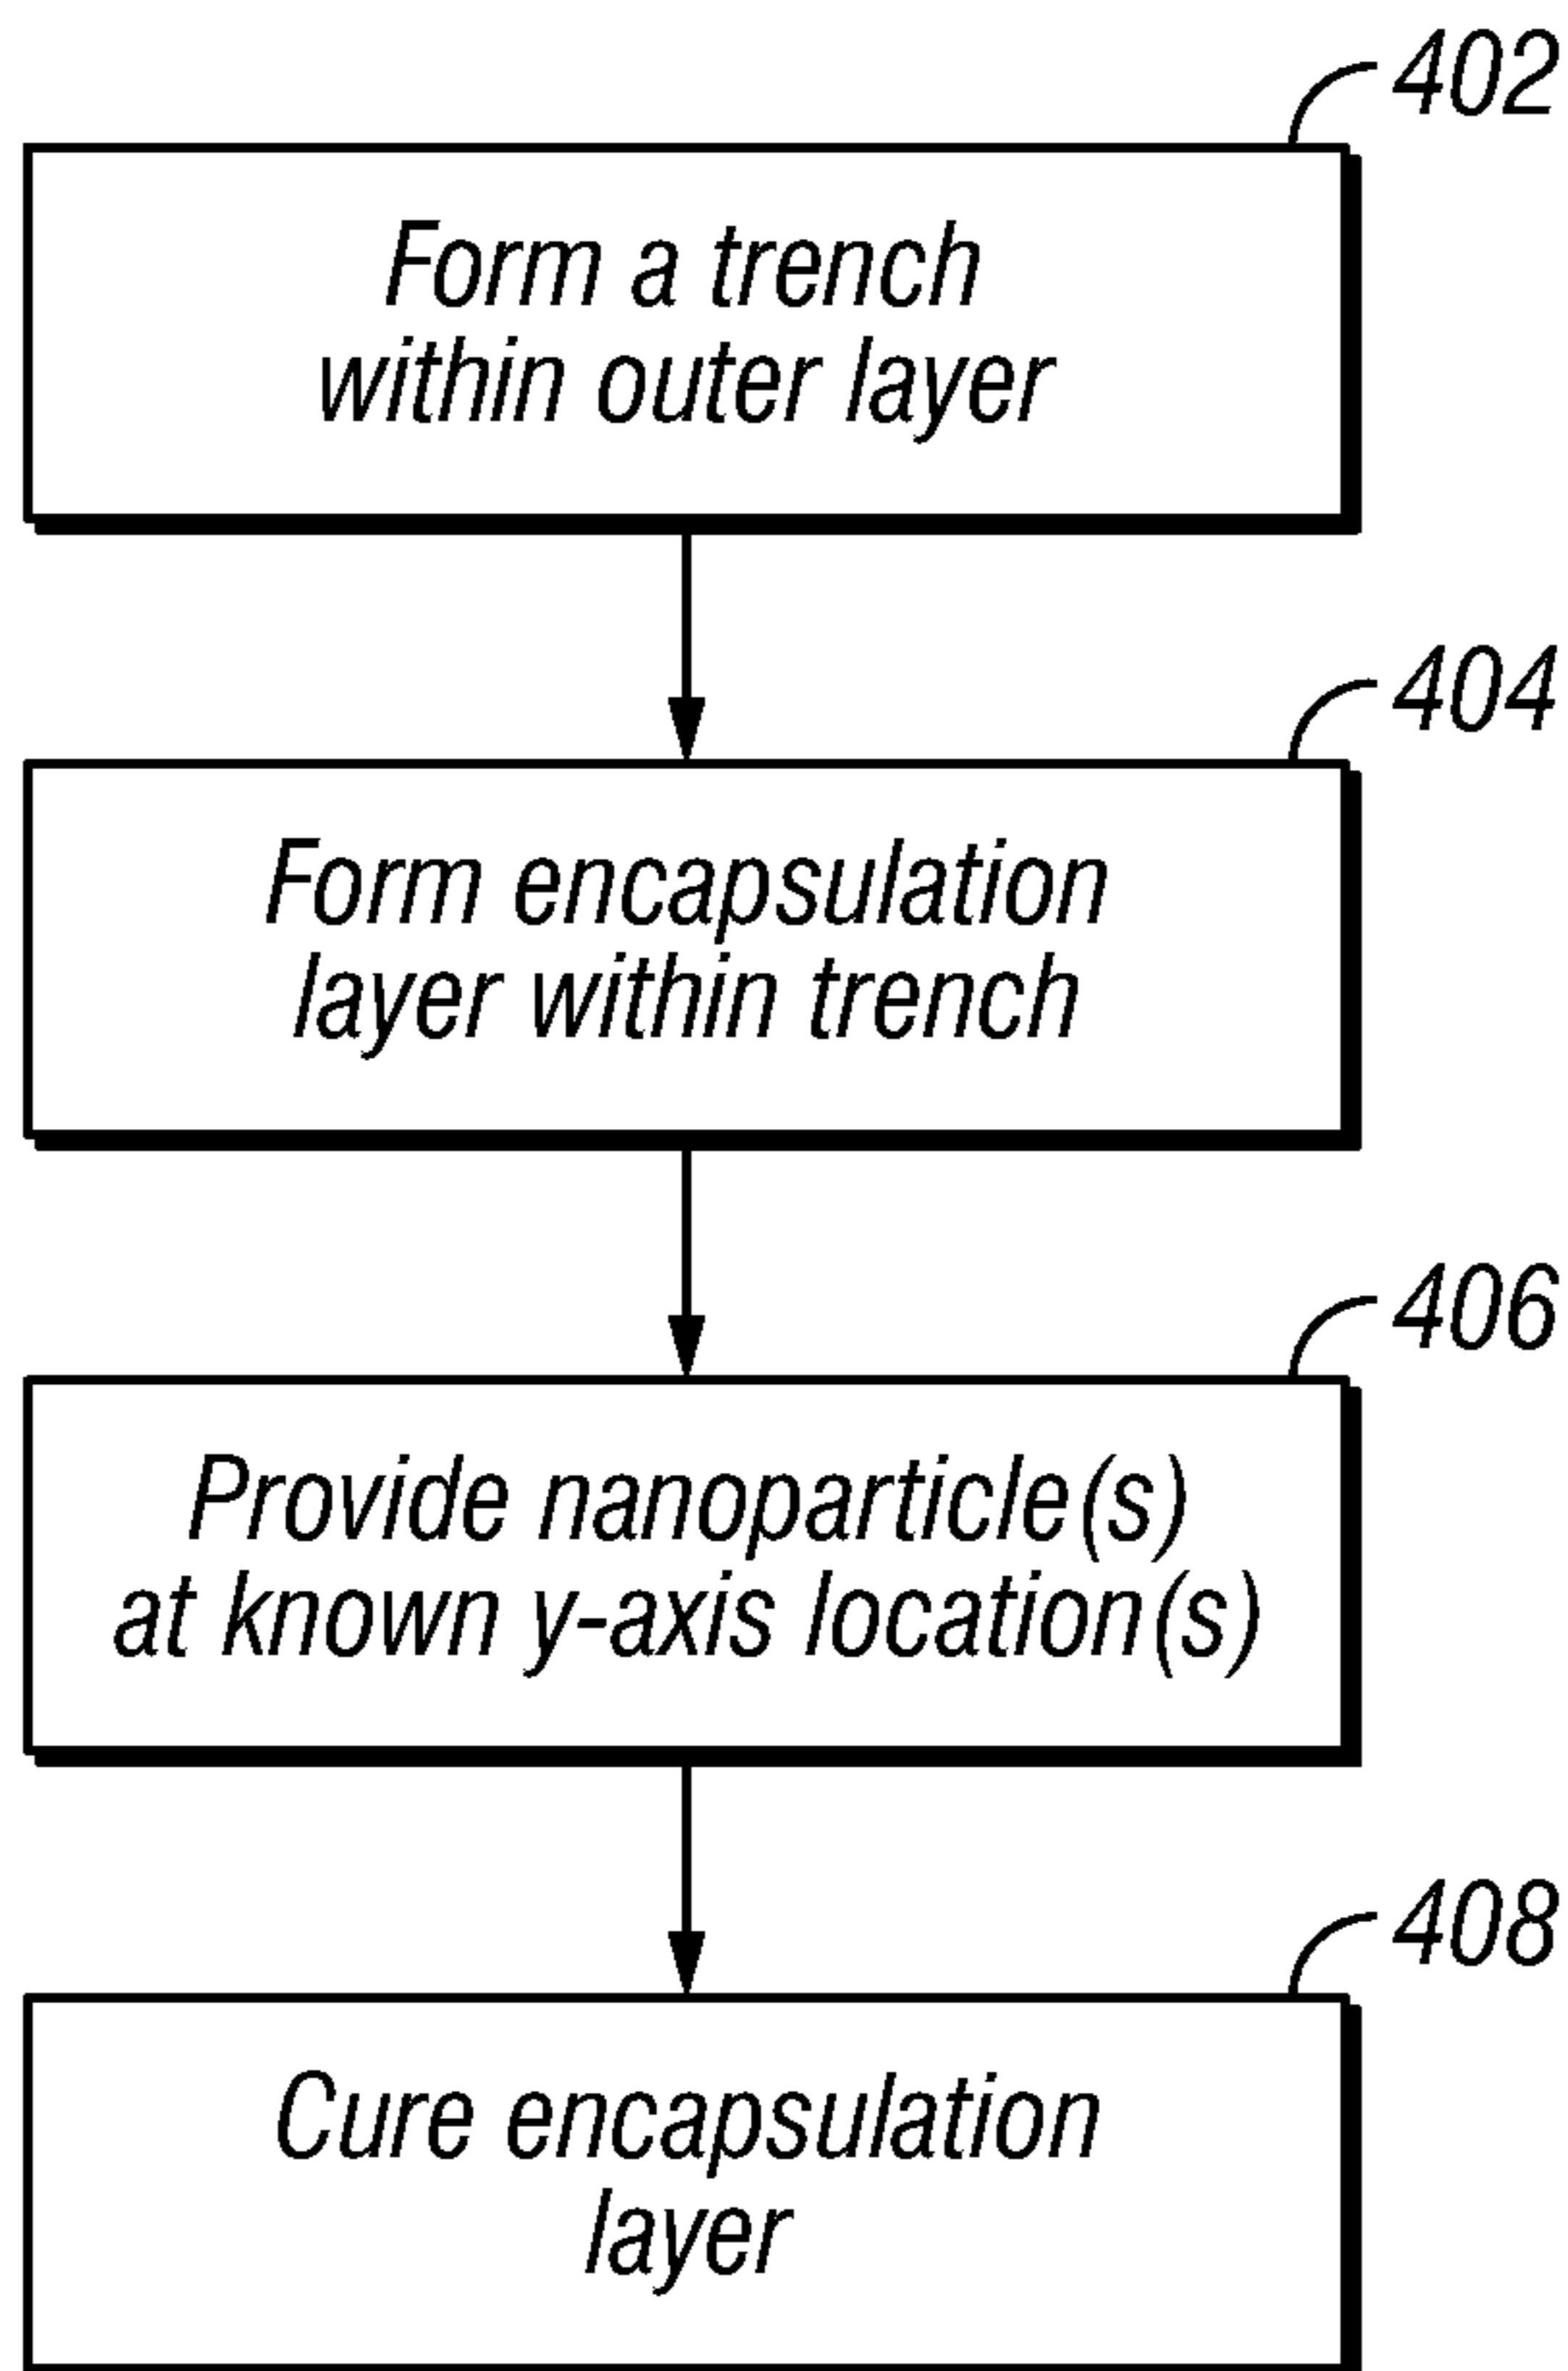 402
Form a trench
within outer layer
404
Form encapsulation
layer within trench
406
Provide nanoparticle(s)
at known y-axis location(s)
408
Cure encapsulation
layer